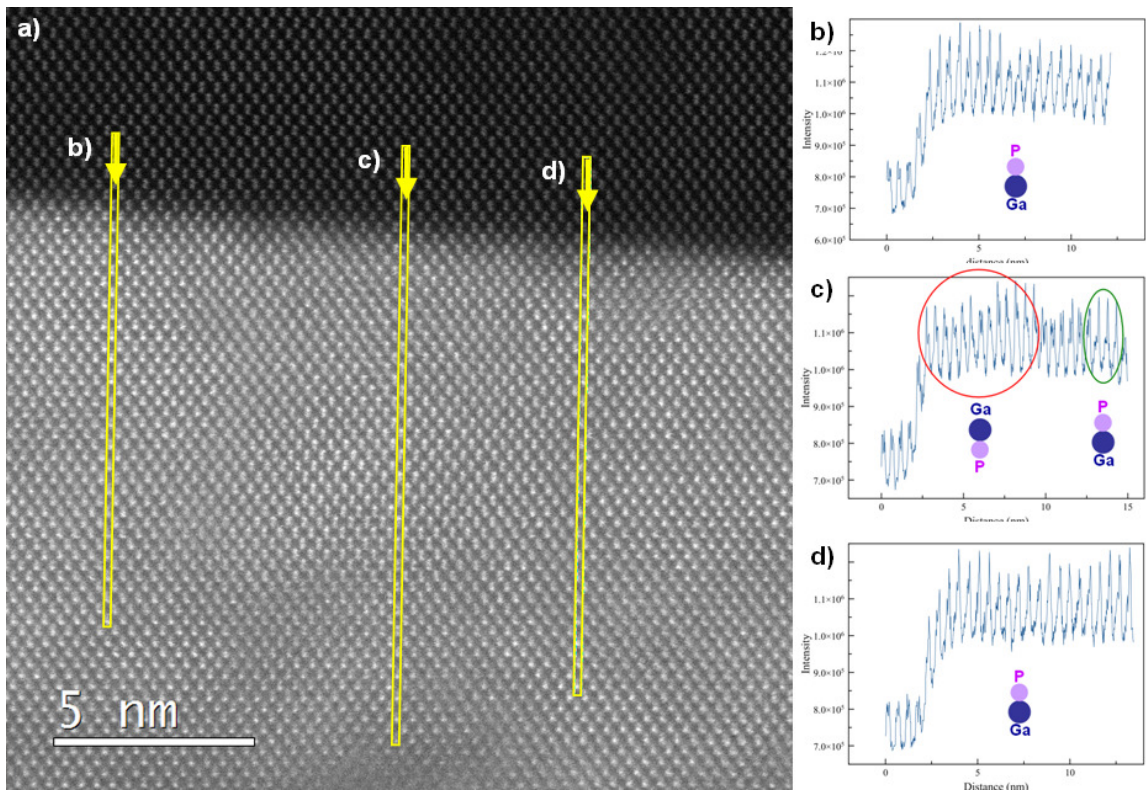 a)
b)
c)
d)
5 nm
b)
1.1×10⁶
1.0×10⁶
9.0×10⁵
8.0×10⁵
7.0×10⁵
6.0×10⁵
Intensity
P
Ga
0 5 10
distance (nm)
c)
1.1×10⁶
1.0×10⁶
9.0×10⁵
8.0×10⁵
7.0×10⁵
Intensity
Ga
P
P
Ga
0 5 10 15
Distance (nm)
d)
1.1×10⁶
1.0×10⁶
9.0×10⁵
8.0×10⁵
7.0×10⁵
Intensity
P
Ga
0 5 10
Distance (nm)